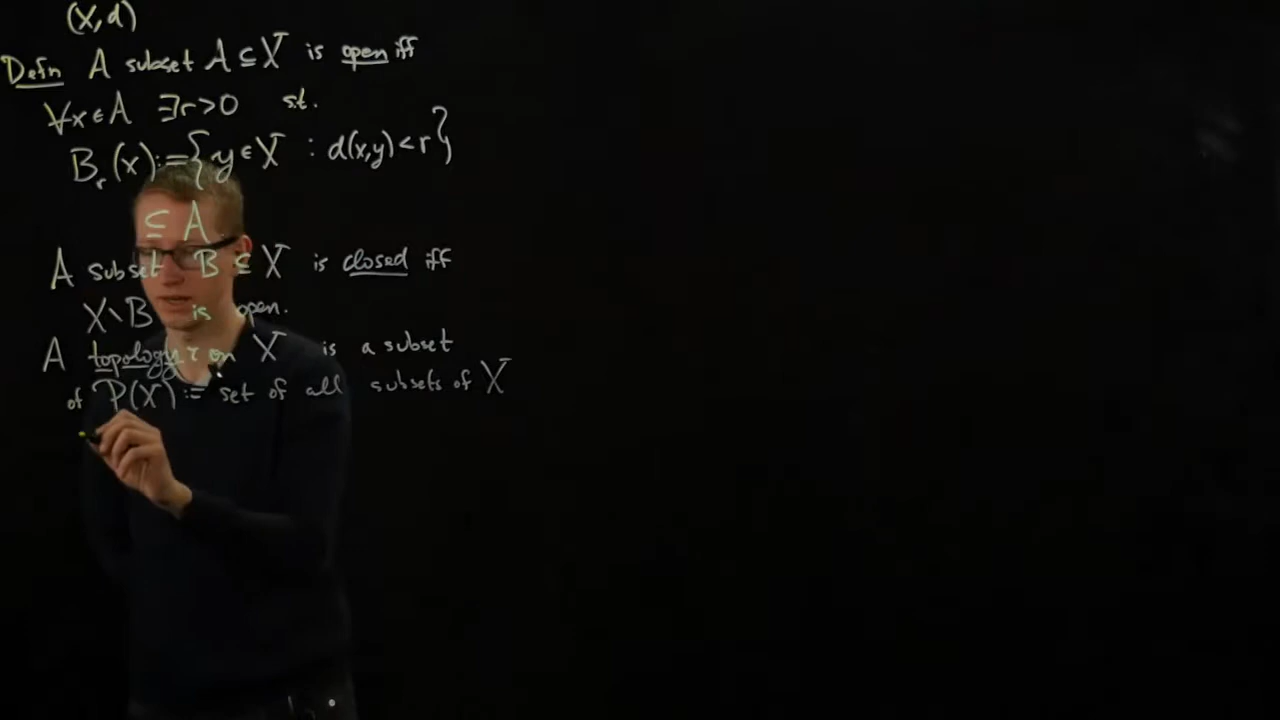 (X,d)
Defn A subset A ⊆ X is open iff
∀x∈A ∃r>0 s.t.
B_r(x) := { y ∈ X : d(x,y) < r }
⊆ A.
A subset B ⊆ X is closed iff
X∖B is open.
A topology τ on X is a subset
of P(X) := set of all subsets of X